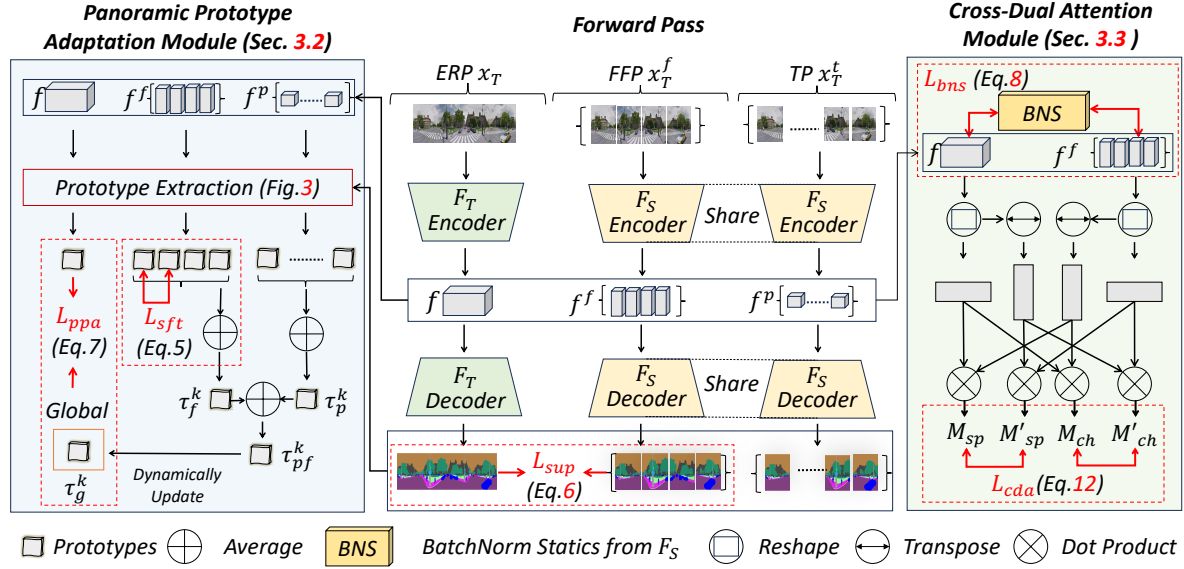 Panoramic Prototype
Adaptation Module (Sec. 3.2)
f
f^f
f^p
Prototype Extraction (Fig.3)
L_ppa
(Eq.7)
L_sft
(Eq.5)
Global
τ_g^k
τ_f^k
τ_p^k
τ_pf^k
Dynamically
Update
Forward Pass
ERP x_T
FFP x_T^f
TP x_T^t
F_T
Encoder
F_S
Encoder
Share
F_S
Encoder
f
f^f
f^p
F_T
Decoder
F_S
Decoder
Share
F_S
Decoder
L_sup
(Eq.6)
Cross-Dual Attention
Module (Sec. 3.3 )
L_bns (Eq.8)
BNS
f
f^f
M_sp
M'_sp
M_ch
M'_ch
L_cda(Eq.12)
Prototypes
Average
BNS
BatchNorm Statics from F_S
Reshape
Transpose
Dot Product